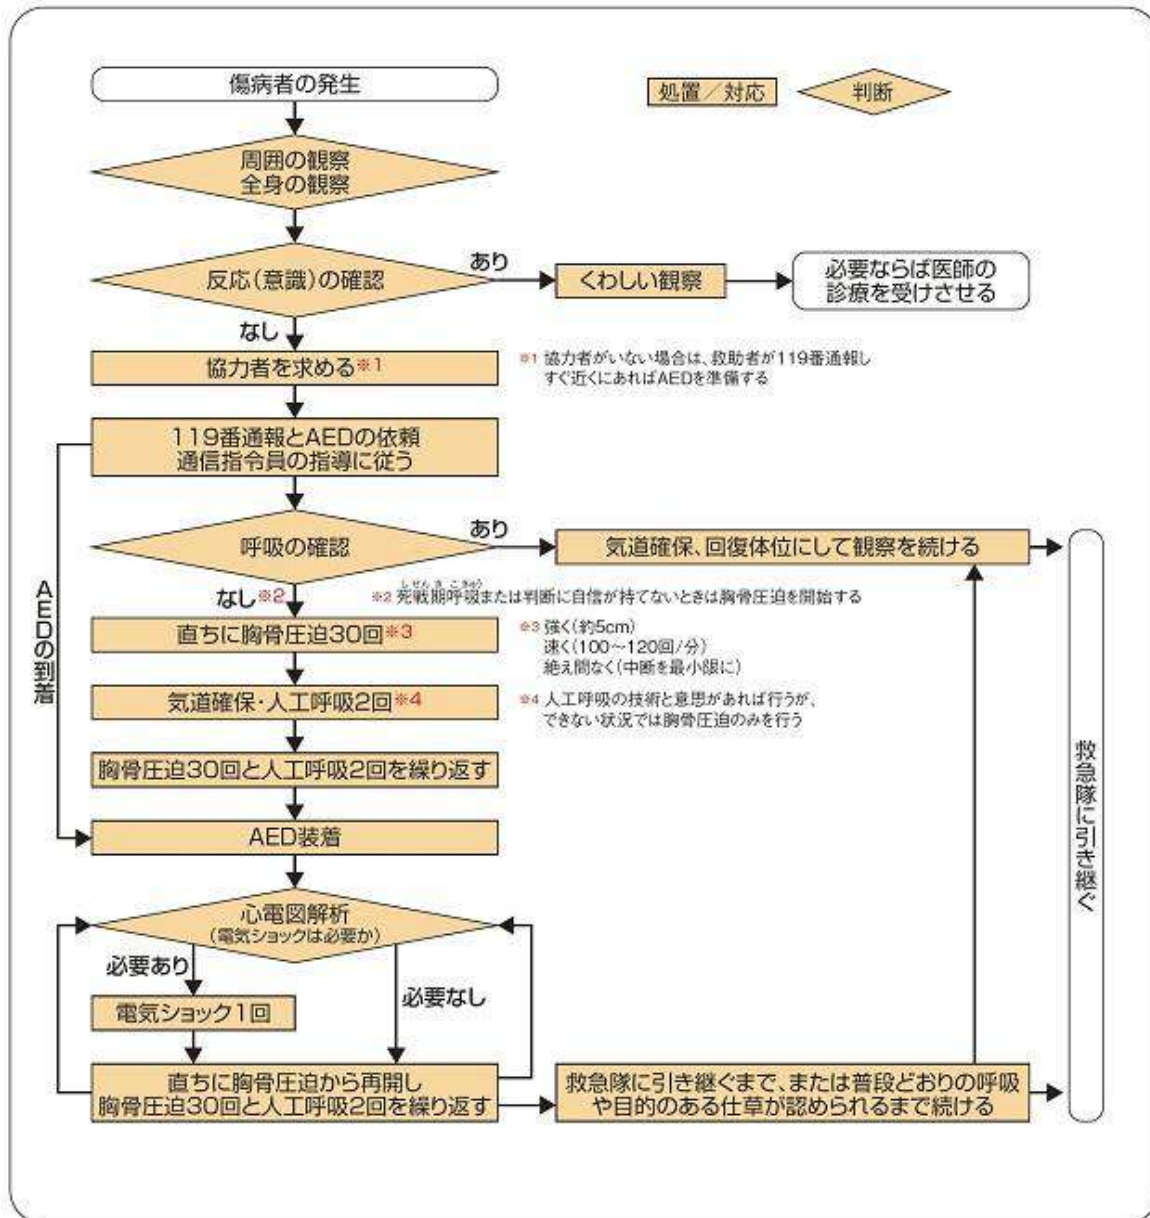 傷病者の発生
処置／対応
判断
周囲の観察
全身の観察
反応(意識)の確認
あり
くわしい観察
必要ならば医師の
診療を受けさせる
なし
協力者を求める※1
※1 協力者がいない場合は、救助者が119番通報し
すぐ近くにあればAEDを準備する
119番通報とAEDの依頼
通信指令員の指導に従う
呼吸の確認
あり
気道確保、回復体位にして観察を続ける
AEDの到着
なし※2
しせんきこきゅう
※2 死戦期呼吸または判断に自信が持てないときは胸骨圧迫を開始する
直ちに胸骨圧迫30回※3
※3 強く(約5cm)
速く(100～120回/分)
絶え間なく(中断を最小限に)
気道確保・人工呼吸2回※4
※4 人工呼吸の技術と意思があれば行うが、
できない状況では胸骨圧迫のみを行う
胸骨圧迫30回と人工呼吸2回を繰り返す
救急隊に引き継ぐ
AED装着
心電図解析
(電気ショックは必要か)
必要あり
必要なし
電気ショック1回
直ちに胸骨圧迫から再開し
胸骨圧迫30回と人工呼吸2回を繰り返す
救急隊に引き継ぐまで、または普段どおりの呼吸
や目的のある仕草が認められるまで続ける